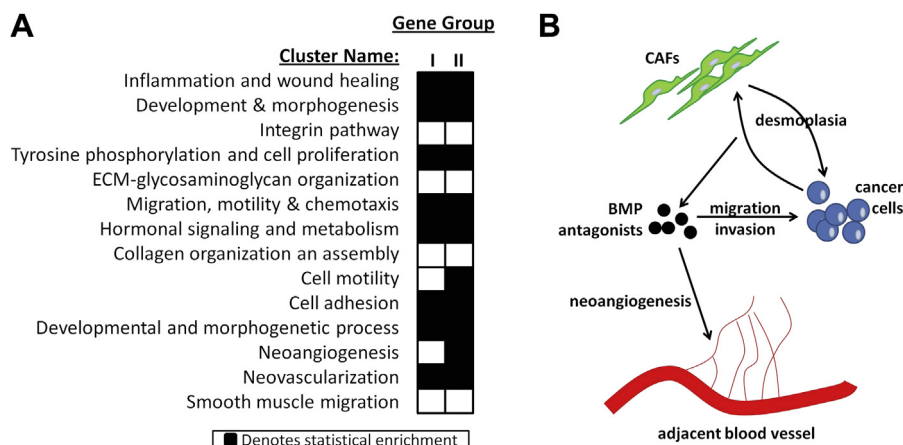 A
Gene Group
Cluster Name: I II
Inflammation and wound healing
Development & morphogenesis
Integrin pathway
Tyrosine phosphorylation and cell proliferation
ECM-glycosaminoglycan organization
Migration, motility & chemotaxis
Hormonal signaling and metabolism
Collagen organization an assembly
Cell motility
Cell adhesion
Developmental and morphogenetic process
Neoangiogenesis
Neovascularization
Smooth muscle migration
Denotes statistical enrichment
B
CAFs
desmoplasia
cancer
cells
BMP
antagonists
migration
invasion
neoangiogenesis
adjacent blood vessel